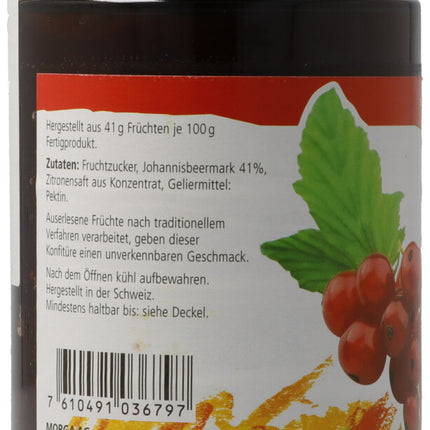 Hergestellt aus 41 g Früchten je 100 g
Fertigprodukt.
Zutaten: Fruchtzucker, Johannisbeermark 41%,
Zitronensaft aus Konzentrat, Geliermittel:
Pektin.
Auserlesene Früchte nach traditionellem
Verfahren verarbeitet, geben dieser
Konfitüre einen unverkennbaren Geschmack.
Nach dem Öffnen kühl aufbewahren.
Hergestellt in der Schweiz.
Mindestens haltbar bis: siehe Deckel.
7 610491 036797
MORGA AG